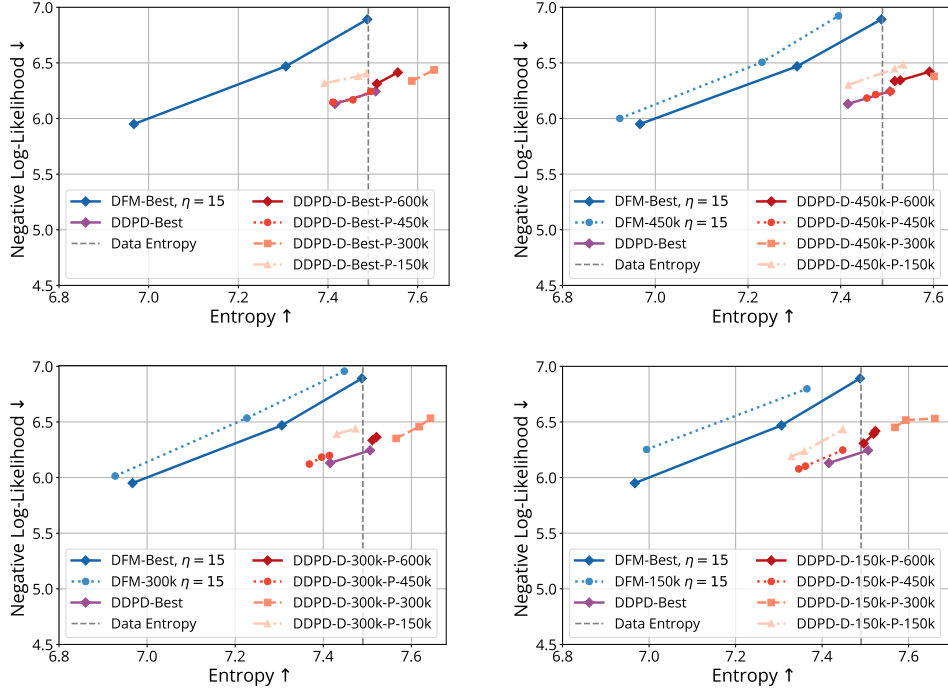 7.0
6.5
6.0
5.5
5.0
4.5
Negative Log-Likelihood ↓
6.8 7.0 7.2 7.4 7.6
Entropy ↑
DFM-Best, η = 15
DDPD-Best
Data Entropy
DDPD-D-Best-P-600k
DDPD-D-Best-P-450k
DDPD-D-Best-P-300k
DDPD-D-Best-P-150k
7.0
6.5
6.0
5.5
5.0
4.5
Negative Log-Likelihood ↓
6.8 7.0 7.2 7.4 7.6
Entropy ↑
DFM-Best, η = 15
DFM-450k η = 15
DDPD-Best
Data Entropy
DDPD-D-450k-P-600k
DDPD-D-450k-P-450k
DDPD-D-450k-P-300k
DDPD-D-450k-P-150k
7.0
6.5
6.0
5.5
5.0
4.5
Negative Log-Likelihood ↓
6.8 7.0 7.2 7.4 7.6
Entropy ↑
DFM-Best, η = 15
DFM-300k η = 15
DDPD-Best
Data Entropy
DDPD-D-300k-P-600k
DDPD-D-300k-P-450k
DDPD-D-300k-P-300k
DDPD-D-300k-P-150k
7.0
6.5
6.0
5.5
5.0
4.5
Negative Log-Likelihood ↓
6.8 7.0 7.2 7.4 7.6
Entropy ↑
DFM-Best, η = 15
DFM-150k η = 15
DDPD-Best
Data Entropy
DDPD-D-150k-P-600k
DDPD-D-150k-P-450k
DDPD-D-150k-P-300k
DDPD-D-150k-P-150k